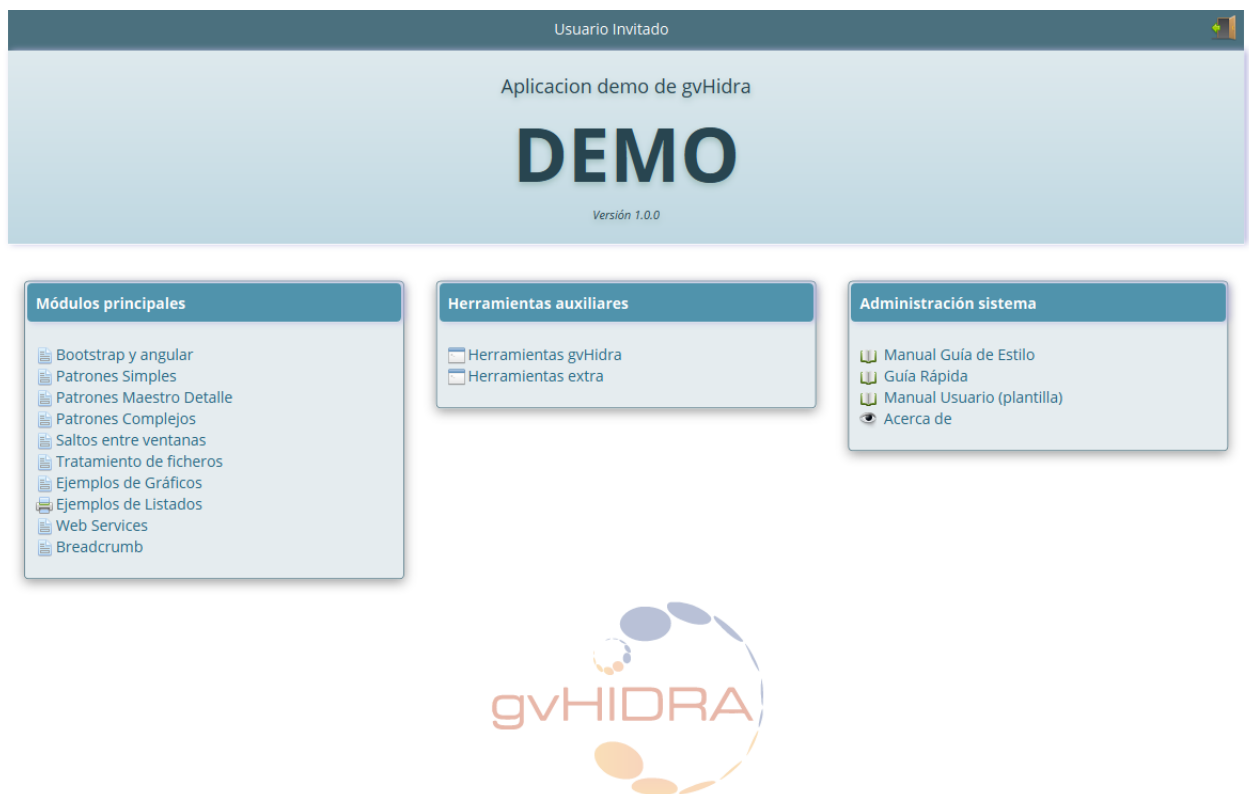 Usuario Invitado
Aplicacion demo de gvHidra
DEMO
Versión 1.0.0
Módulos principales
Bootstrap y angular
Patrones Simples
Patrones Maestro Detalle
Patrones Complejos
Saltos entre ventanas
Tratamiento de ficheros
Ejemplos de Gráficos
Ejemplos de Listados
Web Services
Breadcrumb
Herramientas auxiliares
Herramientas gvHidra
Herramientas extra
Administración sistema
Manual Guía de Estilo
Guía Rápida
Manual Usuario (plantilla)
Acerca de
gvHIDRA